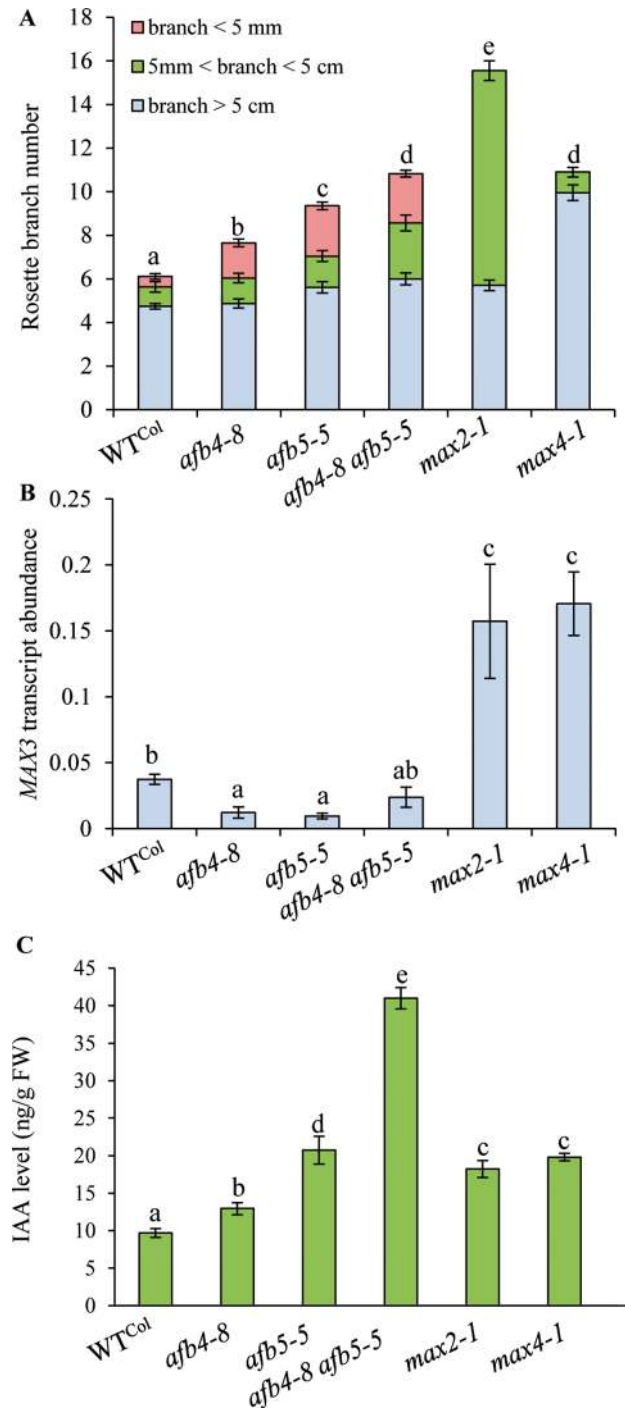 A
18
16
14
12
10
8
6
4
2
0
Rosette branch number
branch < 5 mm
5mm < branch < 5 cm
branch > 5 cm
a
b
c
d
e
d
WTCol
afb4-8
afb5-5
afb4-8 afb5-5
max2-1
max4-1
B
0.25
0.2
0.15
0.1
0.05
0
MAX3 transcript abundance
b
a
a
ab
c
c
WTCol
afb4-8
afb5-5
afb4-8 afb5-5
max2-1
max4-1
C
45
40
35
30
25
20
15
10
5
0
IAA level (ng/g FW)
a
b
d
e
c
c
WTCol
afb4-8
afb5-5
afb4-8 afb5-5
max2-1
max4-1